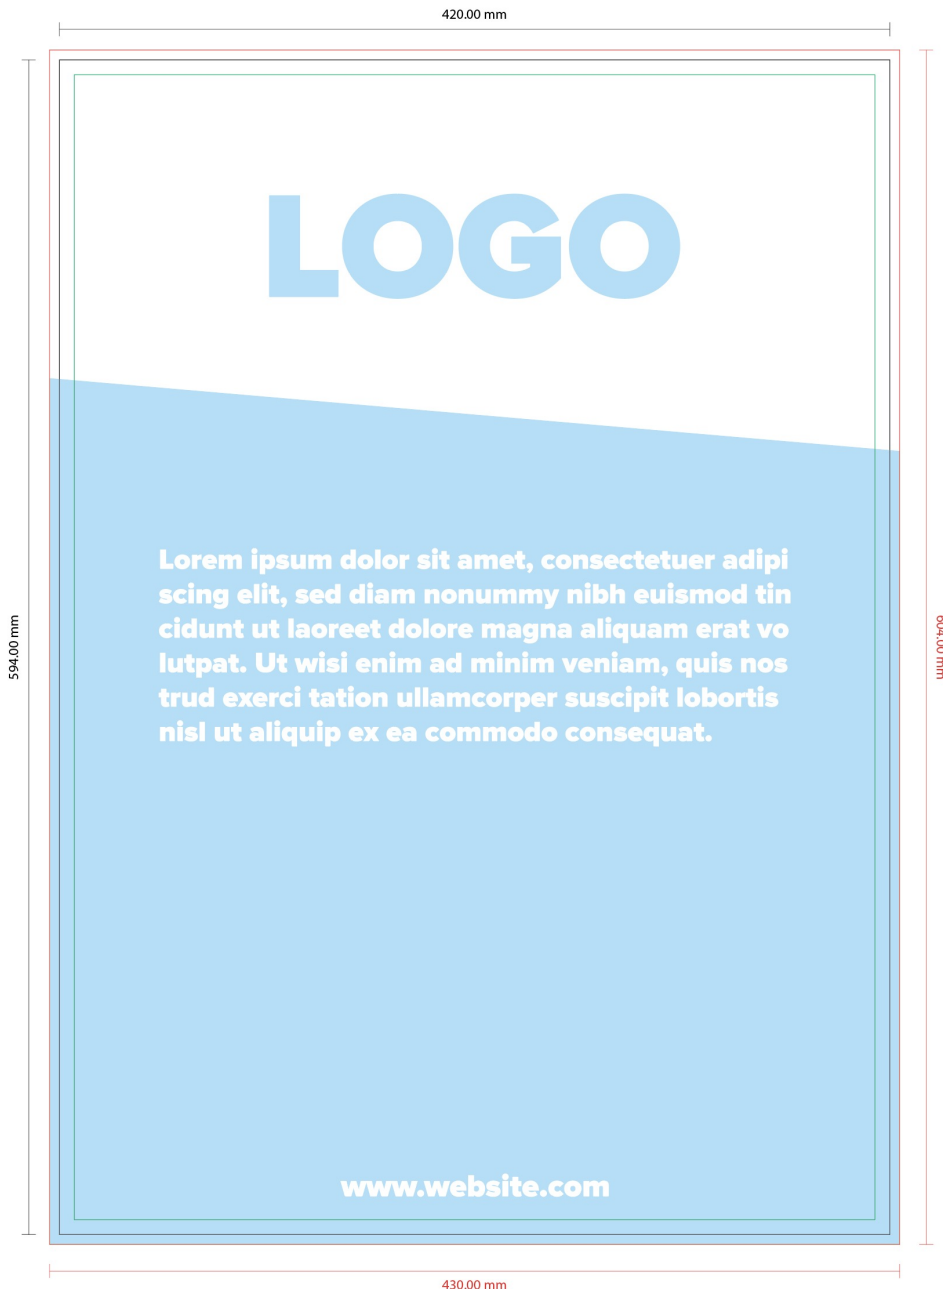 420.00 mm
LOGO
Lorem ipsum dolor sit amet, consectetuer adipi
scing elit, sed diam nonummy nibh euismod tin
cidunt ut laoreet dolore magna aliquam erat vo
lutpat. Ut wisi enim ad minim veniam, quis nos
trud exerci tation ullamcorper suscipit lobortis
nisl ut aliquip ex ea commodo consequat.
594.00 mm
604.00 mm
www.website.com
430.00 mm